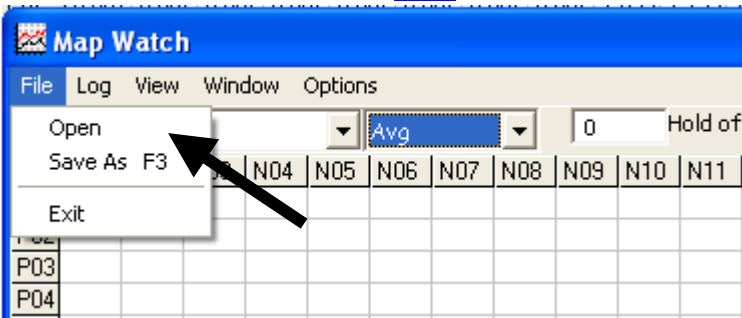 Map Watch
File Log View Window Options
Open
Avg
0
Hold of
Save As F3
N04 N05 N06 N07 N08 N09 N10 N11
Exit
P03
P04